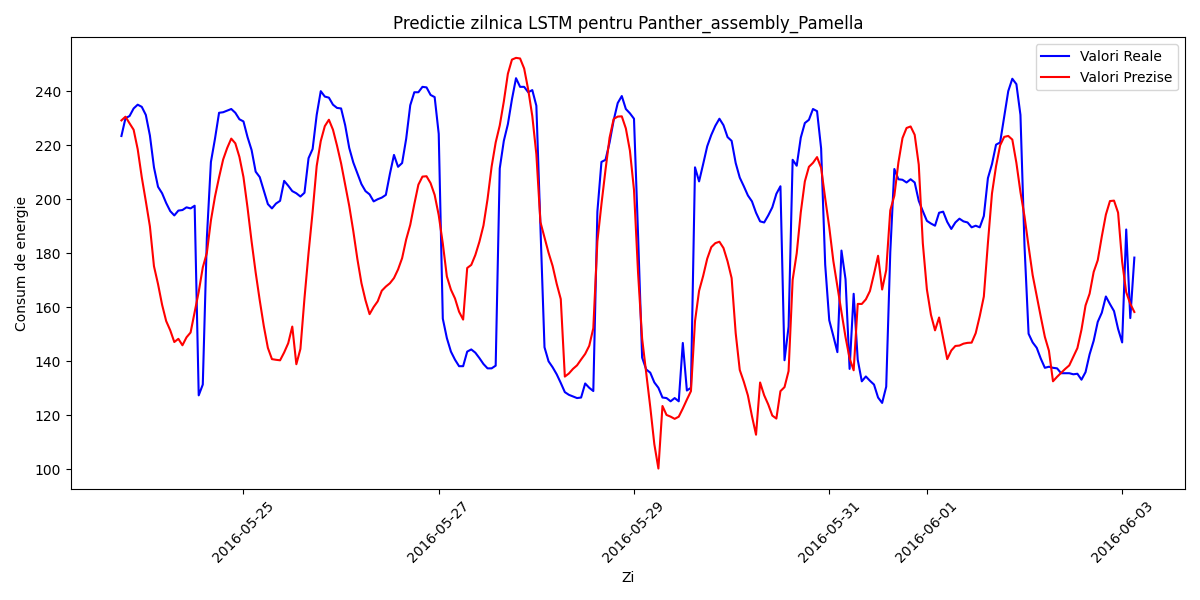 Predictie zilnica LSTM pentru Panther_assembly_Pamella
Valori Reale
Valori Prezise
Consum de energie
240
220
200
180
160
140
120
100
2016-05-25
2016-05-27
2016-05-29
2016-05-31
2016-06-01
2016-06-03
Zi